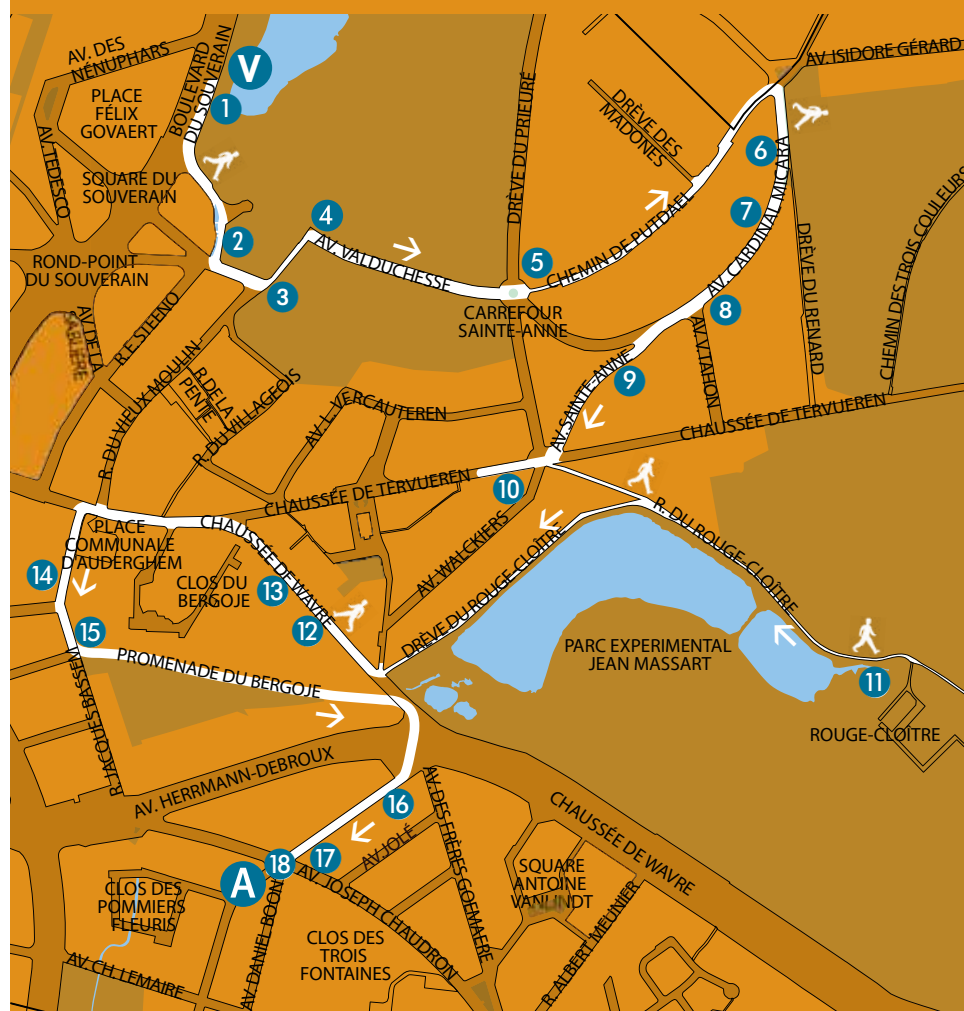 AV. DES
NÉNUPHARS
BOULEVARD
DU SOUVERAIN
V
1
PLACE
FÉLIX
GOVAERT
AV. TEDESCO
SQUARE DU
SOUVERAIN
2
ROND-POINT
DU SOUVERAIN
3
4
AV. VALDUCHESSE
DRÈVE DU PRIEURÉ
5
CARREFOUR
SAINTE-ANNE
CHEMIN DE PUTDAEL
DRÈVE DES
MADONES
AV. ISIDORE GÉRARD
6
7
AV. CARDINAL MICARA
8
DRÈVE DU RENARD
CHEMIN DES TROIS COULEURS
AV. V. TAHON
9
AV. SAINTE-ANNE
CHAUSSÉE DE TERVUEREN
AV. DE LA
SABLIÈRE
R. E. STEENO
R. DU VIEUX MOULIN
R. DE LA
PENTE
R. DU VILLAGEOIS
AV. L. VERCAUTEREN
CHAUSSÉE DE TERVUEREN
10
R. DU ROUGE-CLOÎTRE
AV. WALCKIERS
DRÈVE DU ROUGE-CLOÎTRE
PLACE
COMMUNALE
D'AUDERGHEM
CHAUSSÉE DE WAVRE
CLOS DU
BERGOJE
13
12
14
15
PARC EXPERIMENTAL
JEAN MASSART
11
ROUGE-CLOÎTRE
PROMENADE DU BERGOJE
R. JACQUES BASSEM
AV. HERRMANN-DEBROUX
16
AV. JOLÉ
AV. DES FRÈRES GOEMAERE
CHAUSSÉE DE WAVRE
17
18
A
AV. JOSEPH CHAUDRON
SQUARE
ANTOINE
VANLINDT
R. ALBERT MEUNIER
CLOS DES
POMMIERS
FLEURIS
AV. DANIEL BOON
CLOS DES
TROIS
FONTAINES
AV. CH. LEMAIRE